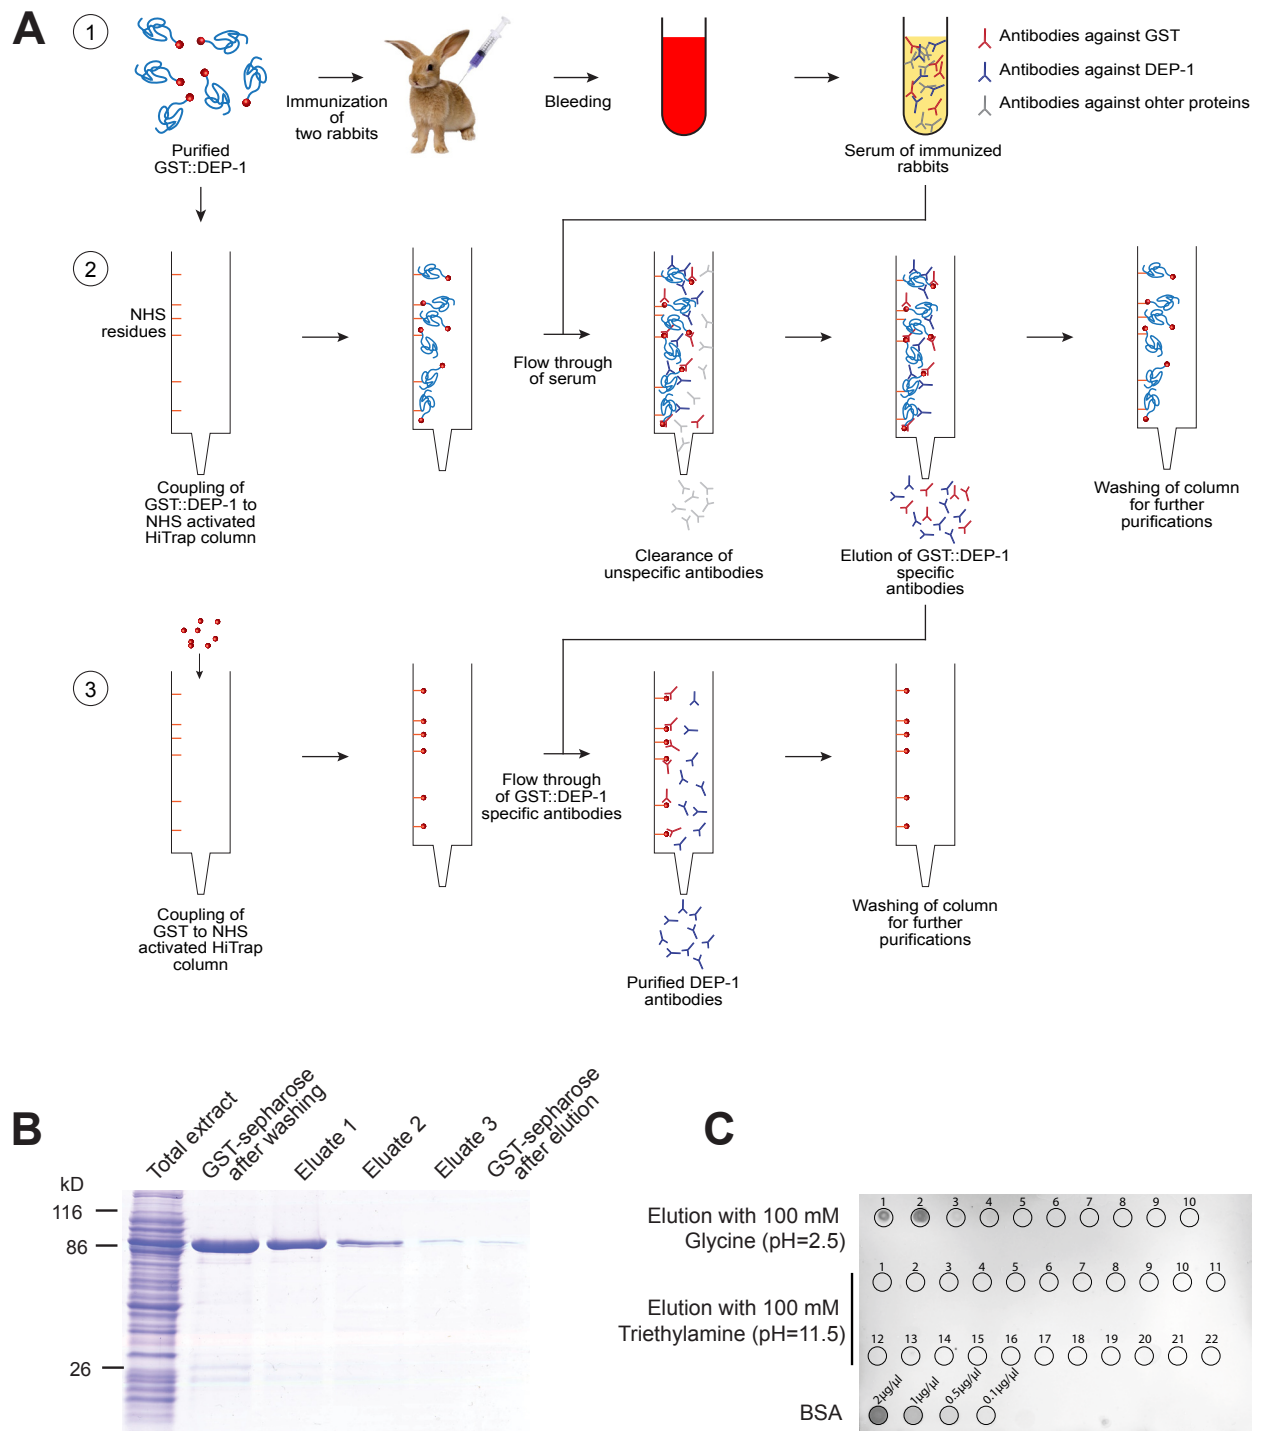 A
1
Antibodies against GST
Antibodies against DEP-1
Antibodies against ohter proteins
Immunization
of
two rabbits
Bleeding
Purified
GST::DEP-1
Serum of immunized
rabbits
2
NHS
residues
Flow through
of serum
Coupling of
GST::DEP-1 to
NHS activated
HiTrap column
Clearance of
unspecific antibodies
Elution of GST::DEP-1
specific
antibodies
Washing of column
for further
purifications
3
Flow through
of GST::DEP-1
specific antibodies
Coupling of
GST to NHS
activated HiTrap
column
Purified DEP-1
antibodies
Washing of column
for further
purifications
B
Total extract
GST-sepharose
after washing
Eluate 1
Eluate 2
Eluate 3
GST-sepharose
after elution
kD
116
86
26
C
Elution with 100 mM
Glycine (pH=2.5)
1 2 3 4 5 6 7 8 9 10
Elution with 100 mM
Triethylamine (pH=11.5)
1 2 3 4 5 6 7 8 9 10 11
12 13 14 15 16 17 18 19 20 21 22
BSA
2µg/µl 1µg/µl 0.5µg/µl 0.1µg/µl